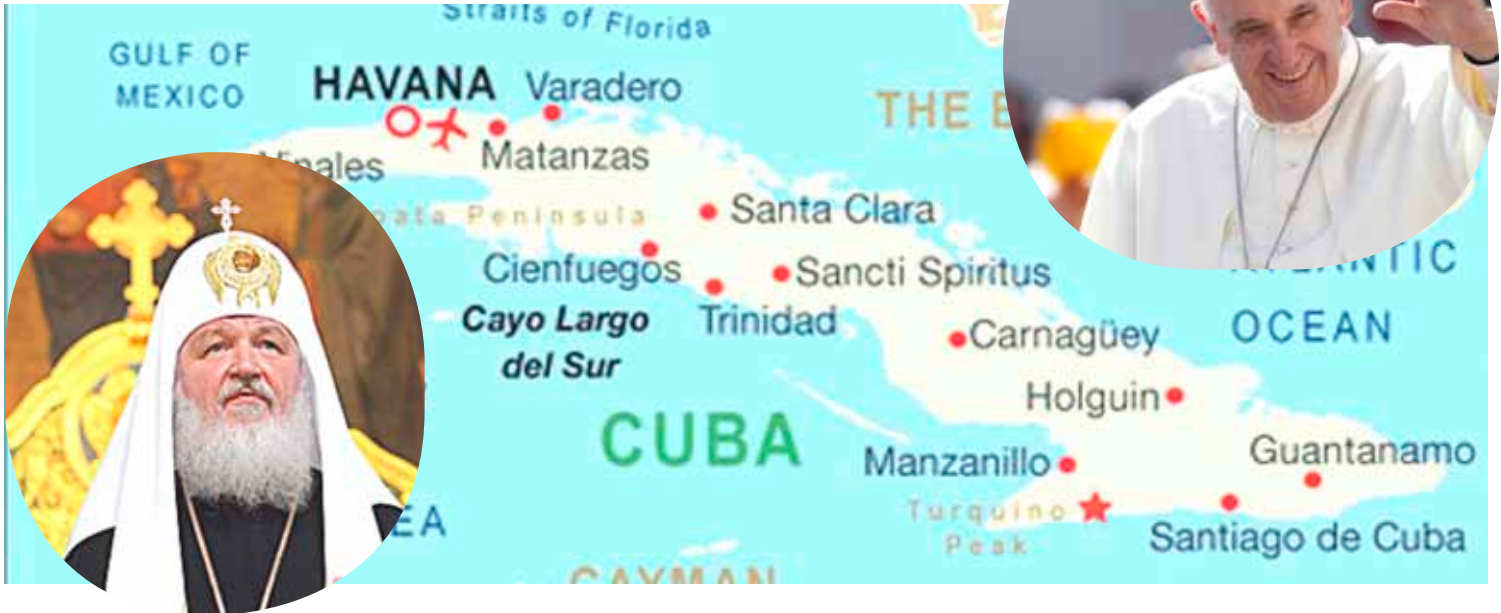 Straits of Florida
GULF OF
MEXICO
HAVANA
Varadero
THE
Matanzas
Santa Clara
Peninsula
Cienfuegos
Sancti Spiritus
Cayo Largo
del Sur
Trinidad
OCEAN
Carnagüey
Holguin
CUBA
Guantanamo
Manzanillo
Turquino
Peak
Santiago de Cuba
CAYMAN